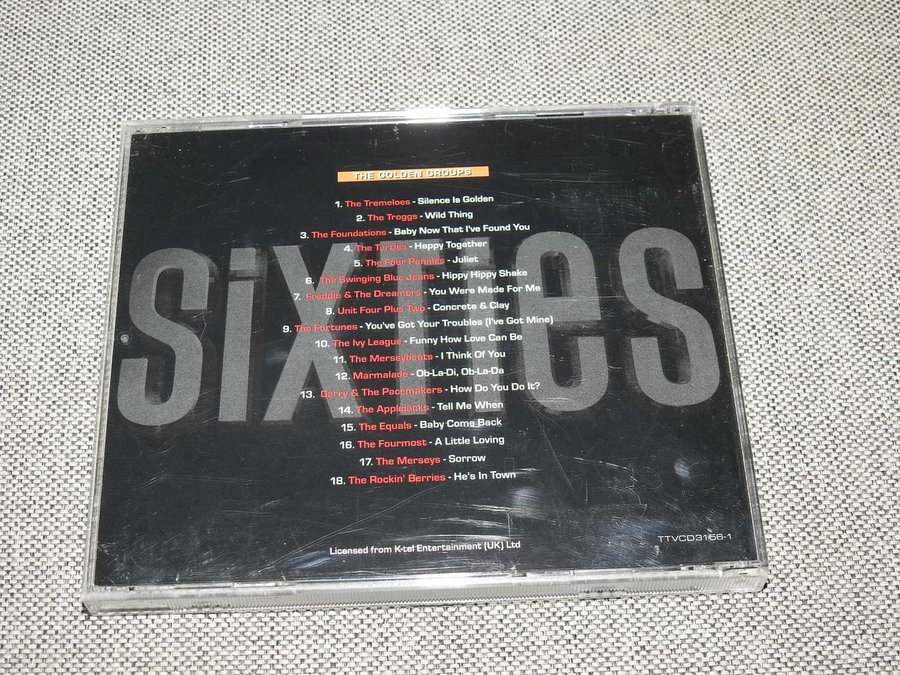 THE GOLDEN GROUPS
1. The Tremeloes - Silence Is Golden
2. The Troggs - Wild Thing
3. The Foundations - Baby Now That I've Found You
4. The Turtles - Happy Together
5. The Four Pennies - Juliet
6. The Swinging Blue Jeans - Hippy Hippy Shake
7. Freddie & The Dreamers - You Were Made For Me
8. Unit Four Plus Two - Concrete & Clay
9. The Fortunes - You've Got Your Troubles (I've Got Mine)
10. The Ivy League - Funny How Love Can Be
11. The Merseybeats - I Think Of You
12. Marmalade - Ob-La-Di, Ob-La-Da
13. Gerry & The Pacemakers - How Do You Do It?
14. The Applejacks - Tell Me When
15. The Equals - Baby Come Back
16. The Fourmost - A Little Loving
17. The Merseys - Sorrow
18. The Rockin' Berries - He's In Town
sixties
Licensed from K-tel Entertainment (UK) Ltd
TTVCD3156-1